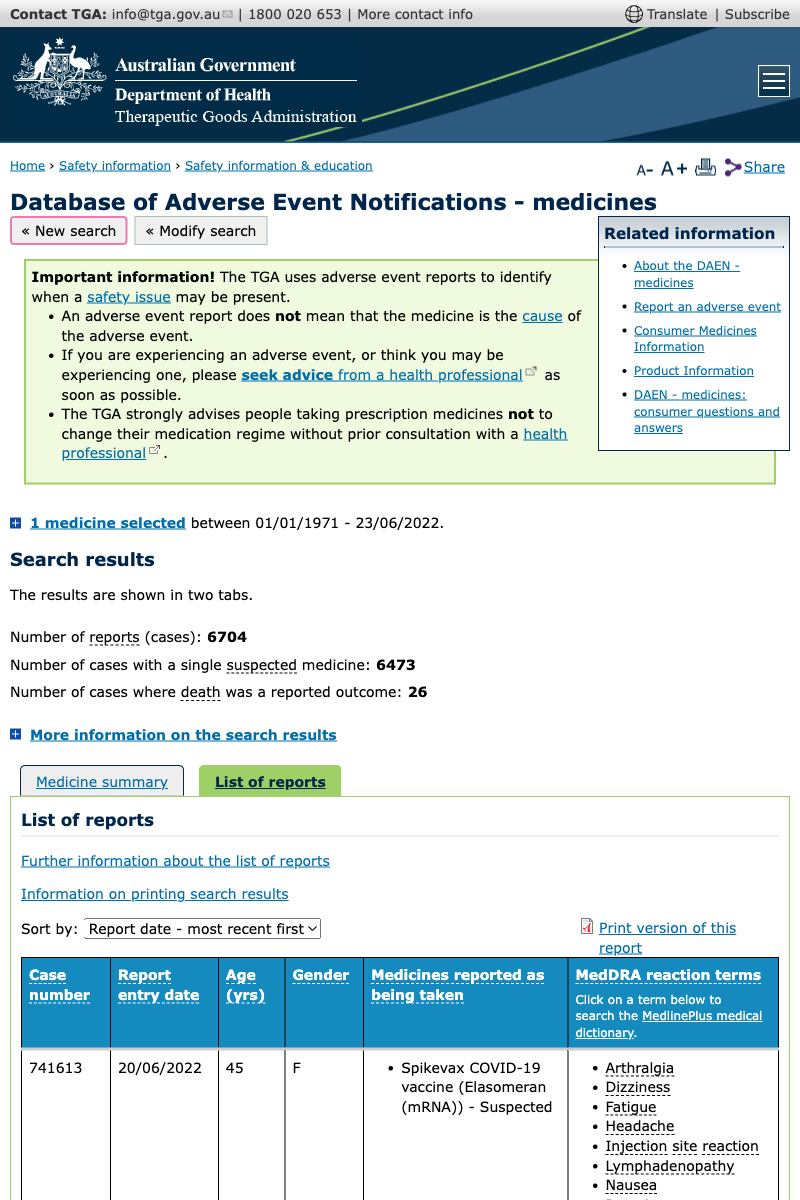 Contact TGA: info@tga.gov.au | 1800 020 653 | More contact info
Translate | Subscribe
Australian Government
Department of Health
Therapeutic Goods Administration
Home › Safety information › Safety information & education
A- A+ Share
Database of Adverse Event Notifications - medicines
« New search
« Modify search
Important information! The TGA uses adverse event reports to identify
when a safety issue may be present.
• An adverse event report does not mean that the medicine is the cause of
the adverse event.
• If you are experiencing an adverse event, or think you may be
experiencing one, please seek advice from a health professional as
soon as possible.
• The TGA strongly advises people taking prescription medicines not to
change their medication regime without prior consultation with a health
professional.
Related information
• About the DAEN -
medicines
• Report an adverse event
• Consumer Medicines
Information
• Product Information
• DAEN - medicines:
consumer questions and
answers
1 medicine selected between 01/01/1971 - 23/06/2022.
Search results
The results are shown in two tabs.
Number of reports (cases): 6704
Number of cases with a single suspected medicine: 6473
Number of cases where death was a reported outcome: 26
More information on the search results
Medicine summary
List of reports
List of reports
Further information about the list of reports
Information on printing search results
Sort by: Report date - most recent first
Print version of this
report
Case
number
Report
entry date
Age
(yrs)
Gender
Medicines reported as
being taken
MedDRA reaction terms
Click on a term below to
search the MedlinePlus medical
dictionary.
741613
20/06/2022
45
F
• Spikevax COVID-19
vaccine (Elasomeran
(mRNA)) - Suspected
• Arthralgia
• Dizziness
• Fatigue
• Headache
• Injection site reaction
• Lymphadenopathy
• Nausea